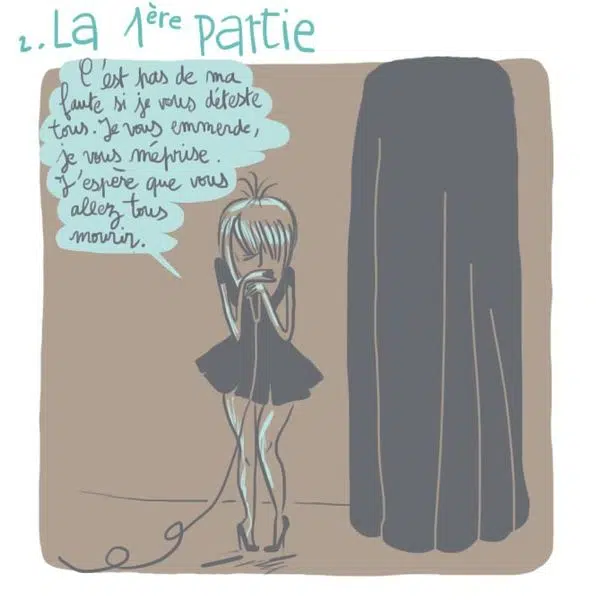 2. La 1ère partie
C'est pas de ma
faute si je vous déteste
tous. Je vous emmerde,
je vous méprise.
J'espère que vous
allez tous
mourir.